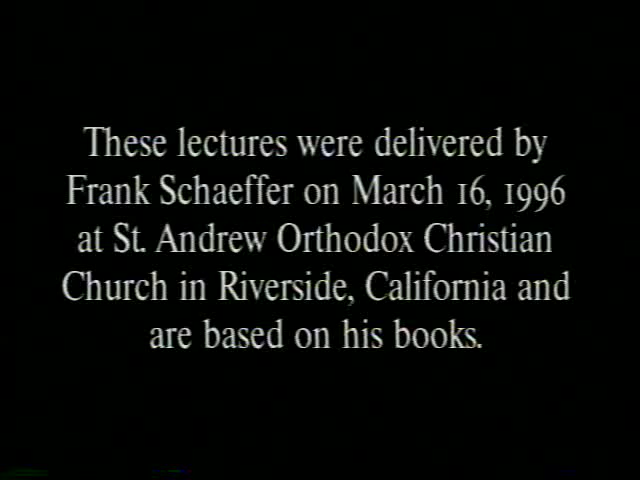 These lectures were delivered by
Frank Schaeffer on March 16, 1996
at St. Andrew Orthodox Christian
Church in Riverside, California and
are based on his books.